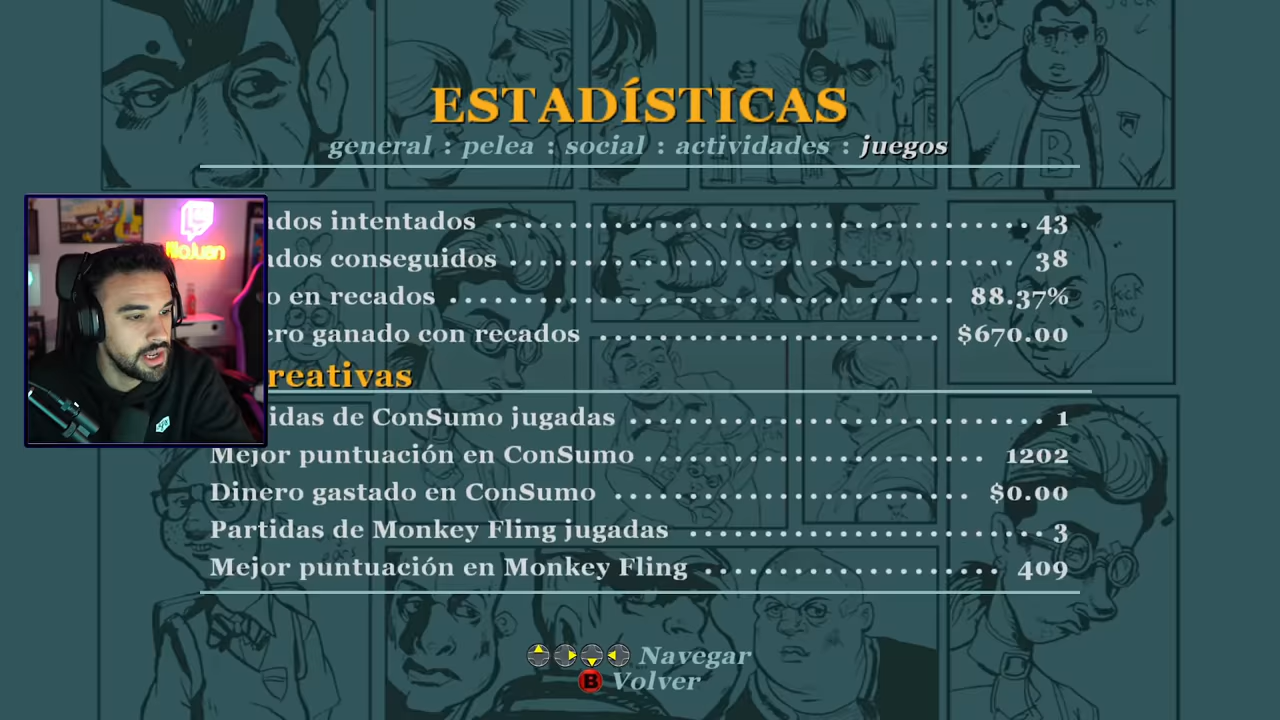 ESTADÍSTICAS
general : pelea : social : actividades : juegos
ados intentados 43
ados conseguidos 38
o en recados 88.37%
ero ganado con recados $670.00
reativas
idas de ConSumo jugadas 1
Mejor puntuación en ConSumo 1202
Dinero gastado en ConSumo $0.00
Partidas de Monkey Fling jugadas 3
Mejor puntuación en Monkey Fling 409
Navegar
B Volver
B